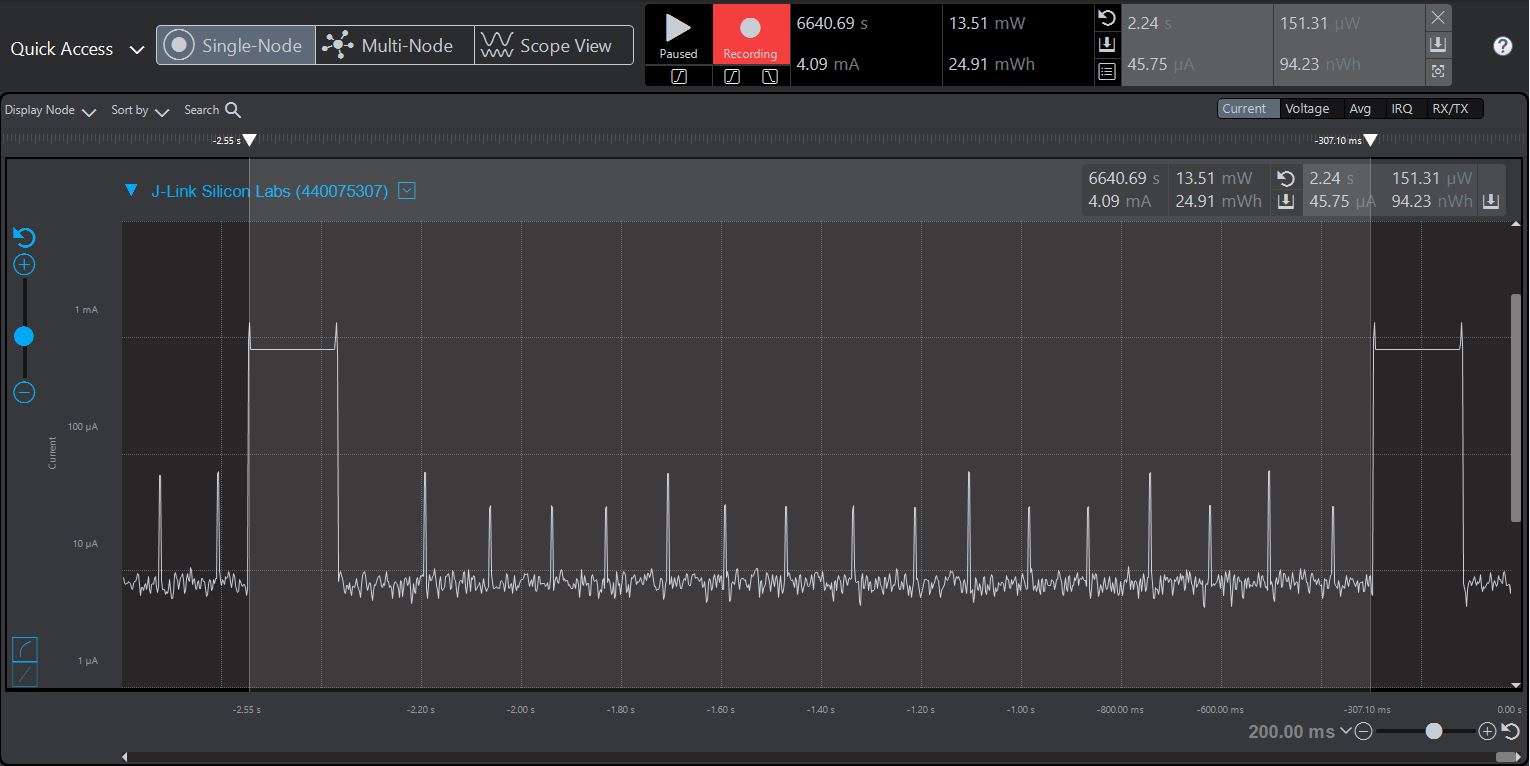 Quick Access
Single-Node
Multi-Node
Scope View
Paused
Recording
6640.69 s
13.51 mW
4.09 mA
24.91 mWh
2.24 s
151.31 µW
45.75 µA
94.23 nWh
?
Display Node
Sort by
Search
Current
Voltage
Avg
IRQ
RX/TX
-2.55 s
-307.10 ms
J-Link Silicon Labs (440075307)
6640.69 s
13.51 mW
4.09 mA
24.91 mWh
2.24 s
151.31 µW
45.75 µA
94.23 nWh
1 mA
100 µA
10 µA
1 µA
Current
-2.55 s
-2.20 s
-2.00 s
-1.80 s
-1.60 s
-1.40 s
-1.20 s
-1.00 s
-800.00 ms
-600.00 ms
-307.10 ms
0.00 s
200.00 ms